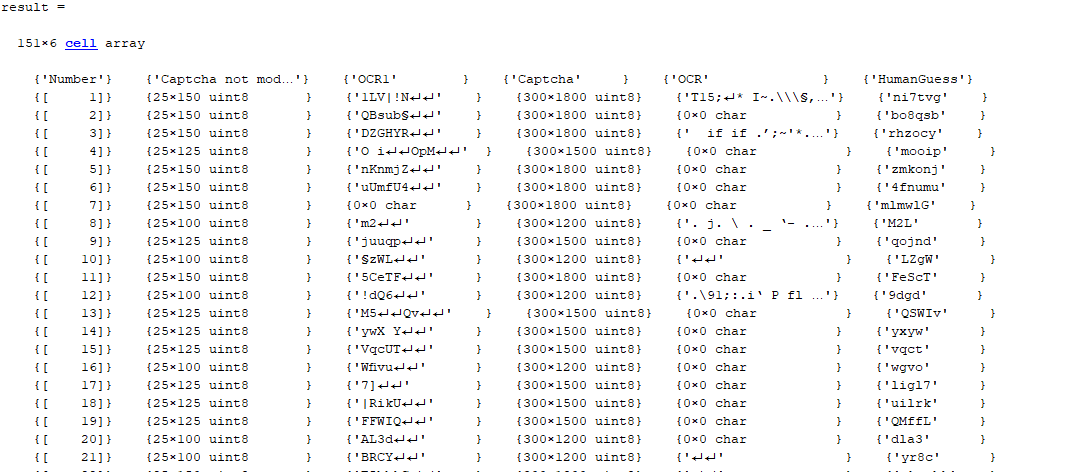 result =
151×6 cell array
{'Number'} {'Captcha not mod…'} {'OCR1' } {'Captcha' } {'OCR' } {'HumanGuess'}
{[ 1]} {25×150 uint8 } {'1LV|!N↵↵' } {300×1800 uint8} {'T15;↵* I~.\\\§,…'} {'ni7tvg' }
{[ 2]} {25×150 uint8 } {'QBsub§↵↵' } {300×1800 uint8} {0×0 char } {'bo8qsb' }
{[ 3]} {25×150 uint8 } {'DZGHYR↵↵' } {300×1800 uint8} {' if if .’;~'*.…'} {'rhzocy' }
{[ 4]} {25×125 uint8 } {'O i↵↵OpM↵↵' } {300×1500 uint8} {0×0 char } {'mooip' }
{[ 5]} {25×150 uint8 } {'nKnmjZ↵↵' } {300×1800 uint8} {0×0 char } {'zmkonj' }
{[ 6]} {25×150 uint8 } {'uUmfU4↵↵' } {300×1800 uint8} {0×0 char } {'4fnumu' }
{[ 7]} {25×150 uint8 } {0×0 char } {300×1800 uint8} {0×0 char } {'mlmwlG' }
{[ 8]} {25×100 uint8 } {'m2↵↵' } {300×1200 uint8} {'. j. \ . _ ‘- .…'} {'M2L' }
{[ 9]} {25×125 uint8 } {'juuqp↵↵' } {300×1500 uint8} {0×0 char } {'qojnd' }
{[ 10]} {25×100 uint8 } {'§zWL↵↵' } {300×1200 uint8} {'↵↵' } {'LZgW' }
{[ 11]} {25×150 uint8 } {'5CeTF↵↵' } {300×1800 uint8} {0×0 char } {'FeScT' }
{[ 12]} {25×100 uint8 } {'!dQ6↵↵' } {300×1200 uint8} {'.\91;:.i‘ P fl …'} {'9dgd' }
{[ 13]} {25×125 uint8 } {'M5↵↵Qv↵↵' } {300×1500 uint8} {0×0 char } {'QSWIv' }
{[ 14]} {25×125 uint8 } {'ywX Y↵↵' } {300×1500 uint8} {0×0 char } {'yxyw' }
{[ 15]} {25×125 uint8 } {'VqcUT↵↵' } {300×1500 uint8} {0×0 char } {'vqct' }
{[ 16]} {25×100 uint8 } {'Wfivu↵↵' } {300×1200 uint8} {0×0 char } {'wgvo' }
{[ 17]} {25×125 uint8 } {'7]↵↵' } {300×1500 uint8} {0×0 char } {'ligl7' }
{[ 18]} {25×125 uint8 } {'|RikU↵↵' } {300×1500 uint8} {0×0 char } {'uilrk' }
{[ 19]} {25×125 uint8 } {'FFWIQ↵↵' } {300×1500 uint8} {0×0 char } {'QMffL' }
{[ 20]} {25×100 uint8 } {'AL3d↵↵' } {300×1200 uint8} {0×0 char } {'dla3' }
{[ 21]} {25×100 uint8 } {'BRCY↵↵' } {300×1200 uint8} {'↵↵' } {'yr8c' }